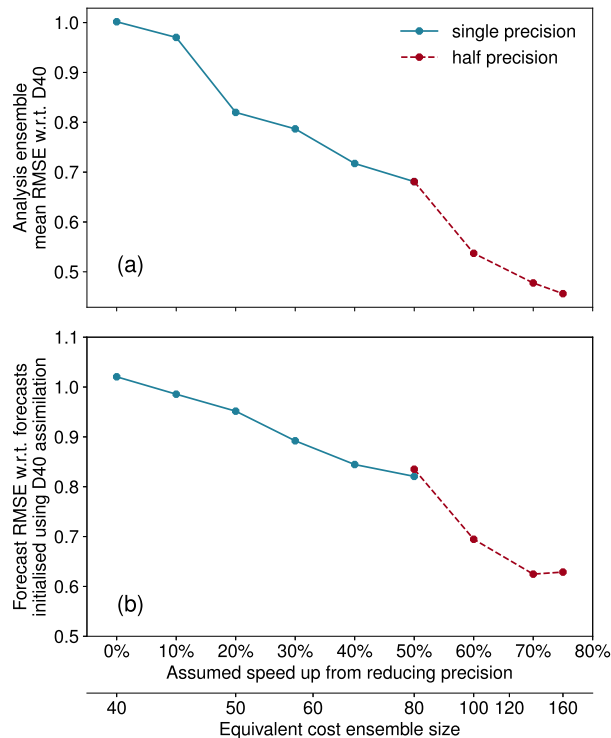 1.0
0.9
0.8
0.7
0.6
0.5
Analysis ensemble
mean RMSE w.r.t. D40
single precision
half precision
(a)
1.1
1.0
0.9
0.8
0.7
0.6
0.5
Forecast RMSE w.r.t. forecasts
initialised using D40 assimilation
(b)
0% 10% 20% 30% 40% 50% 60% 70% 80%
Assumed speed up from reducing precision
40 50 60 80 100 120 160
Equivalent cost ensemble size